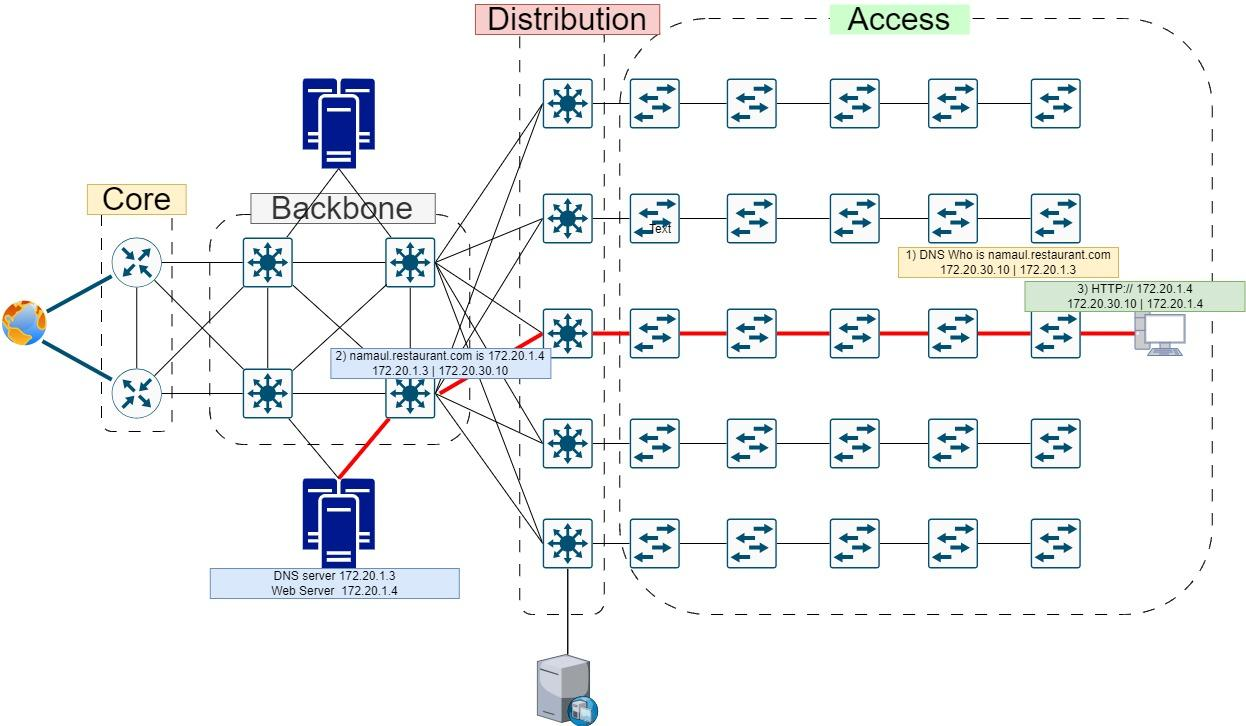 Distribution
Access
Core
Backbone
Text
1) DNS Who is namaul.restaurant.com
172.20.30.10 | 172.20.1.3
3) HTTP:// 172.20.1.4
172.20.30.10 | 172.20.1.4
2) namaul.restaurant.com is 172.20.1.4
172.20.1.3 | 172.20.30.10
DNS server 172.20.1.3
Web Server 172.20.1.4